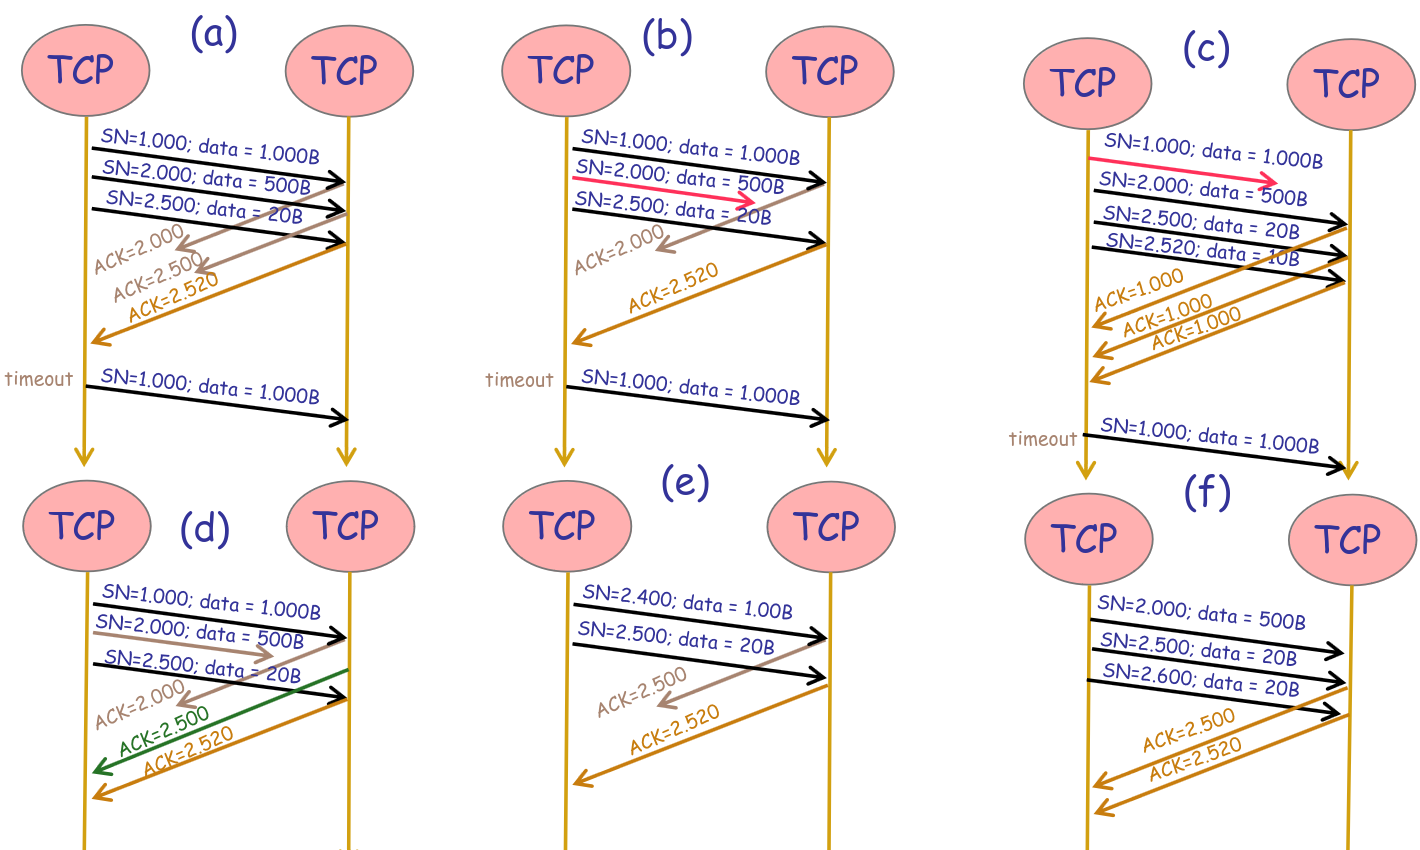 (a)
TCP
TCP
SN=1.000; data = 1.000B
SN=2.000; data = 500B
SN=2.500; data = 20B
ACK=2.000
ACK=2.500
ACK=2.520
timeout
SN=1.000; data = 1.000B
(b)
TCP
TCP
SN=1.000; data = 1.000B
SN=2.000; data = 500B
SN=2.500; data = 20B
ACK=2.000
ACK=2.520
timeout
SN=1.000; data = 1.000B
(c)
TCP
TCP
SN=1.000; data = 1.000B
SN=2.000; data = 500B
SN=2.500; data = 20B
SN=2.520; data = 10B
ACK=1.000
ACK=1.000
ACK=1.000
timeout
SN=1.000; data = 1.000B
(d)
TCP
TCP
SN=1.000; data = 1.000B
SN=2.000; data = 500B
SN=2.500; data = 20B
ACK=2.000
ACK=2.500
ACK=2.520
(e)
TCP
TCP
SN=2.400; data = 1.00B
SN=2.500; data = 20B
ACK=2.500
ACK=2.520
(f)
TCP
TCP
SN=2.000; data = 500B
SN=2.500; data = 20B
SN=2.600; data = 20B
ACK=2.500
ACK=2.520